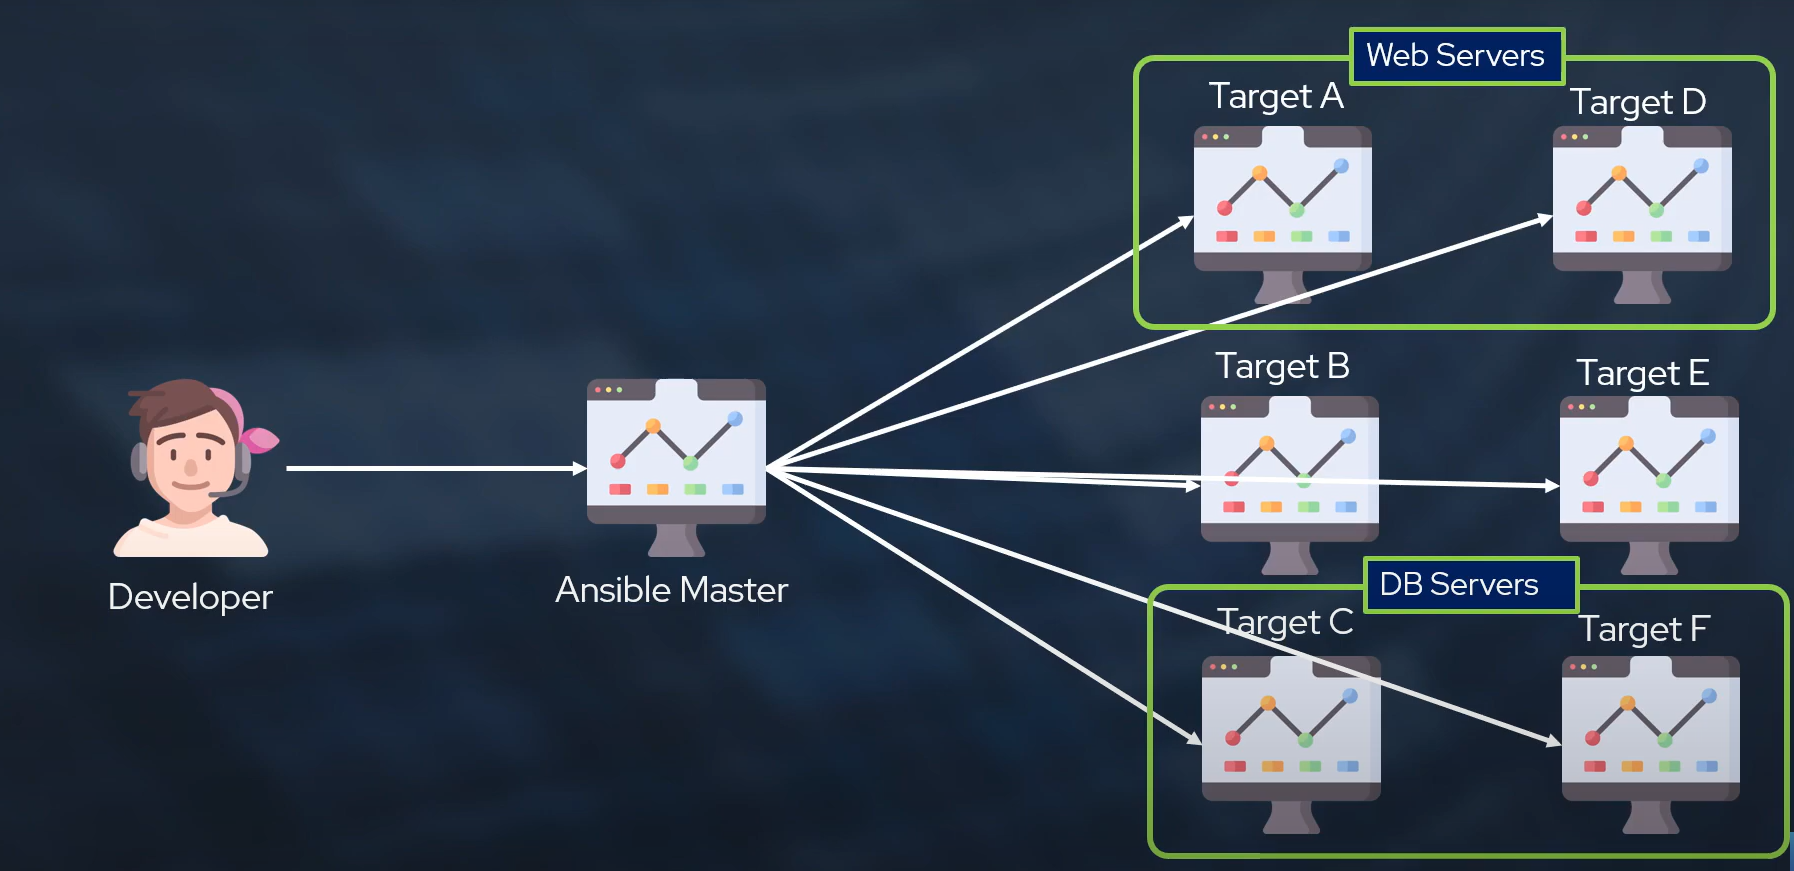 Web Servers
Target A
Target D
Target B
Target E
DB Servers
Target C
Target F
Developer
Ansible Master